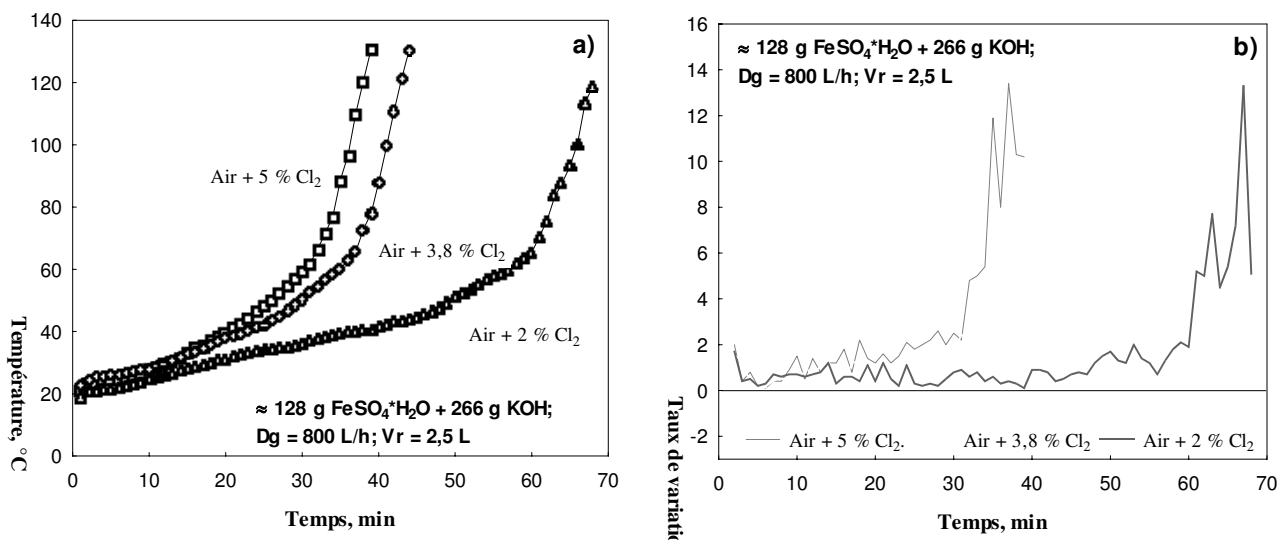 140
120
100
80
60
40
20
0
Température, °C
a)
Air + 5 % Cl₂
Air + 3,8 % Cl₂
Air + 2 % Cl₂
≈ 128 g FeSO₄*H₂O + 266 g KOH;
Dg = 800 L/h; Vr = 2,5 L
0 10 20 30 40 50 60 70
Temps, min
16
14
12
10
8
6
4
2
0
-2
Taux de variatio
≈ 128 g FeSO₄*H₂O + 266 g KOH;
Dg = 800 L/h; Vr = 2,5 L
b)
Air + 5 % Cl₂. Air + 3,8 % Cl₂ Air + 2 % Cl₂
0 10 20 30 40 50 60 70
Temps, min